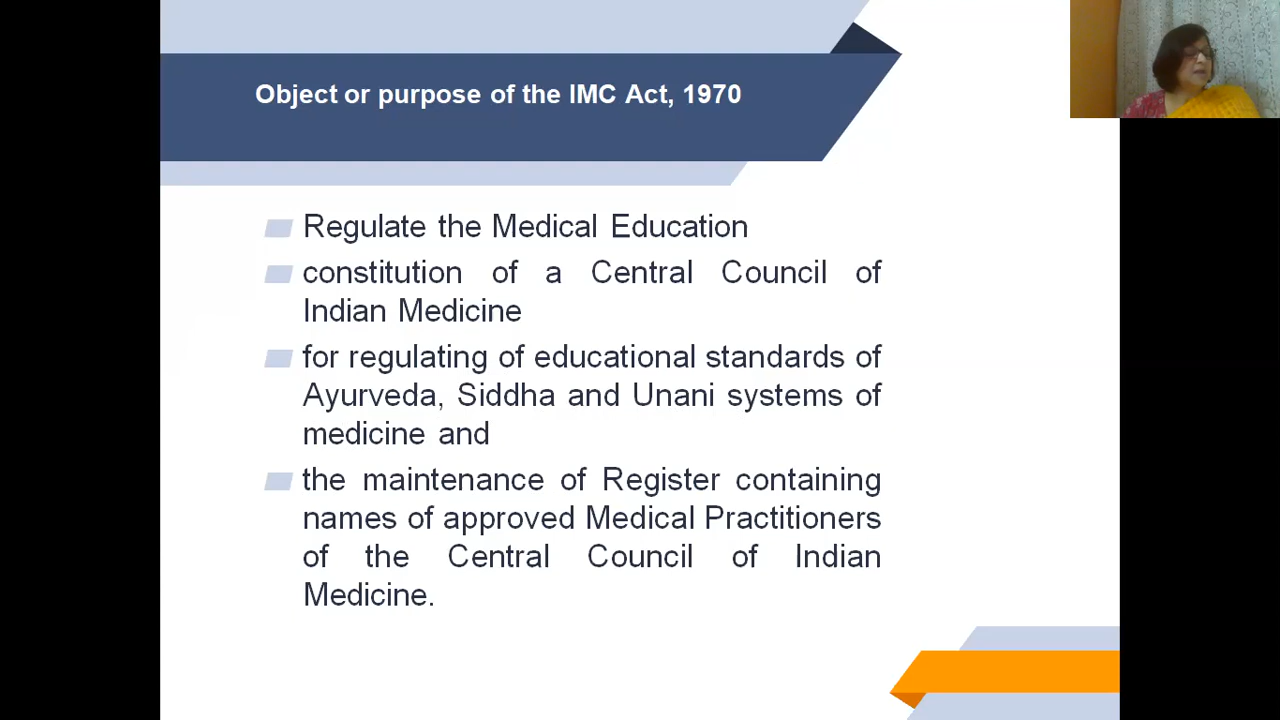 Object or purpose of the IMC Act, 1970
Regulate the Medical Education
constitution of a Central Council of
Indian Medicine
for regulating of educational standards of
Ayurveda, Siddha and Unani systems of
medicine and
the maintenance of Register containing
names of approved Medical Practitioners
of the Central Council of Indian
Medicine.